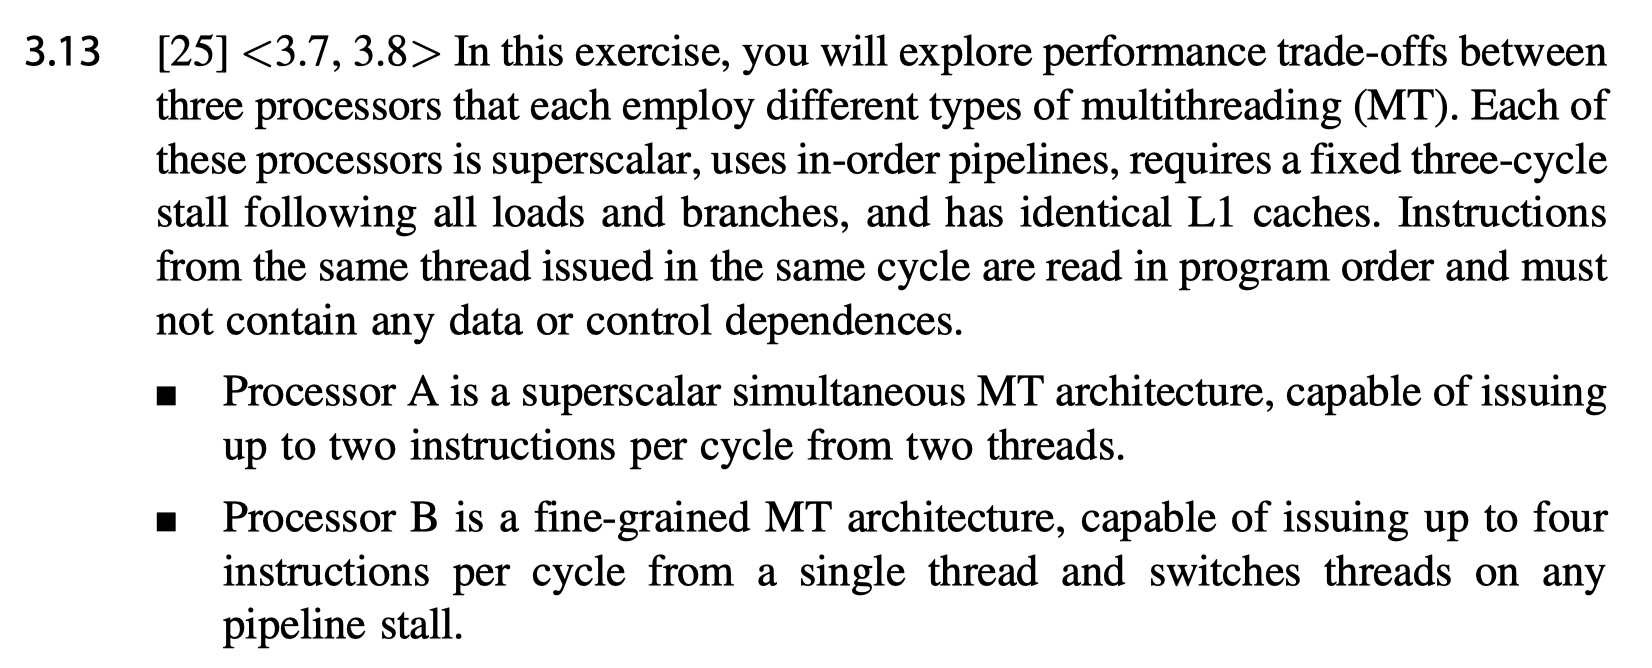 3.13 [25] <3.7, 3.8> In this exercise, you will explore performance trade-offs between
three processors that each employ different types of multithreading (MT). Each of
these processors is superscalar, uses in-order pipelines, requires a fixed three-cycle
stall following all loads and branches, and has identical L1 caches. Instructions
from the same thread issued in the same cycle are read in program order and must
not contain any data or control dependences.
■ Processor A is a superscalar simultaneous MT architecture, capable of issuing
up to two instructions per cycle from two threads.
■ Processor B is a fine-grained MT architecture, capable of issuing up to four
instructions per cycle from a single thread and switches threads on any
pipeline stall.